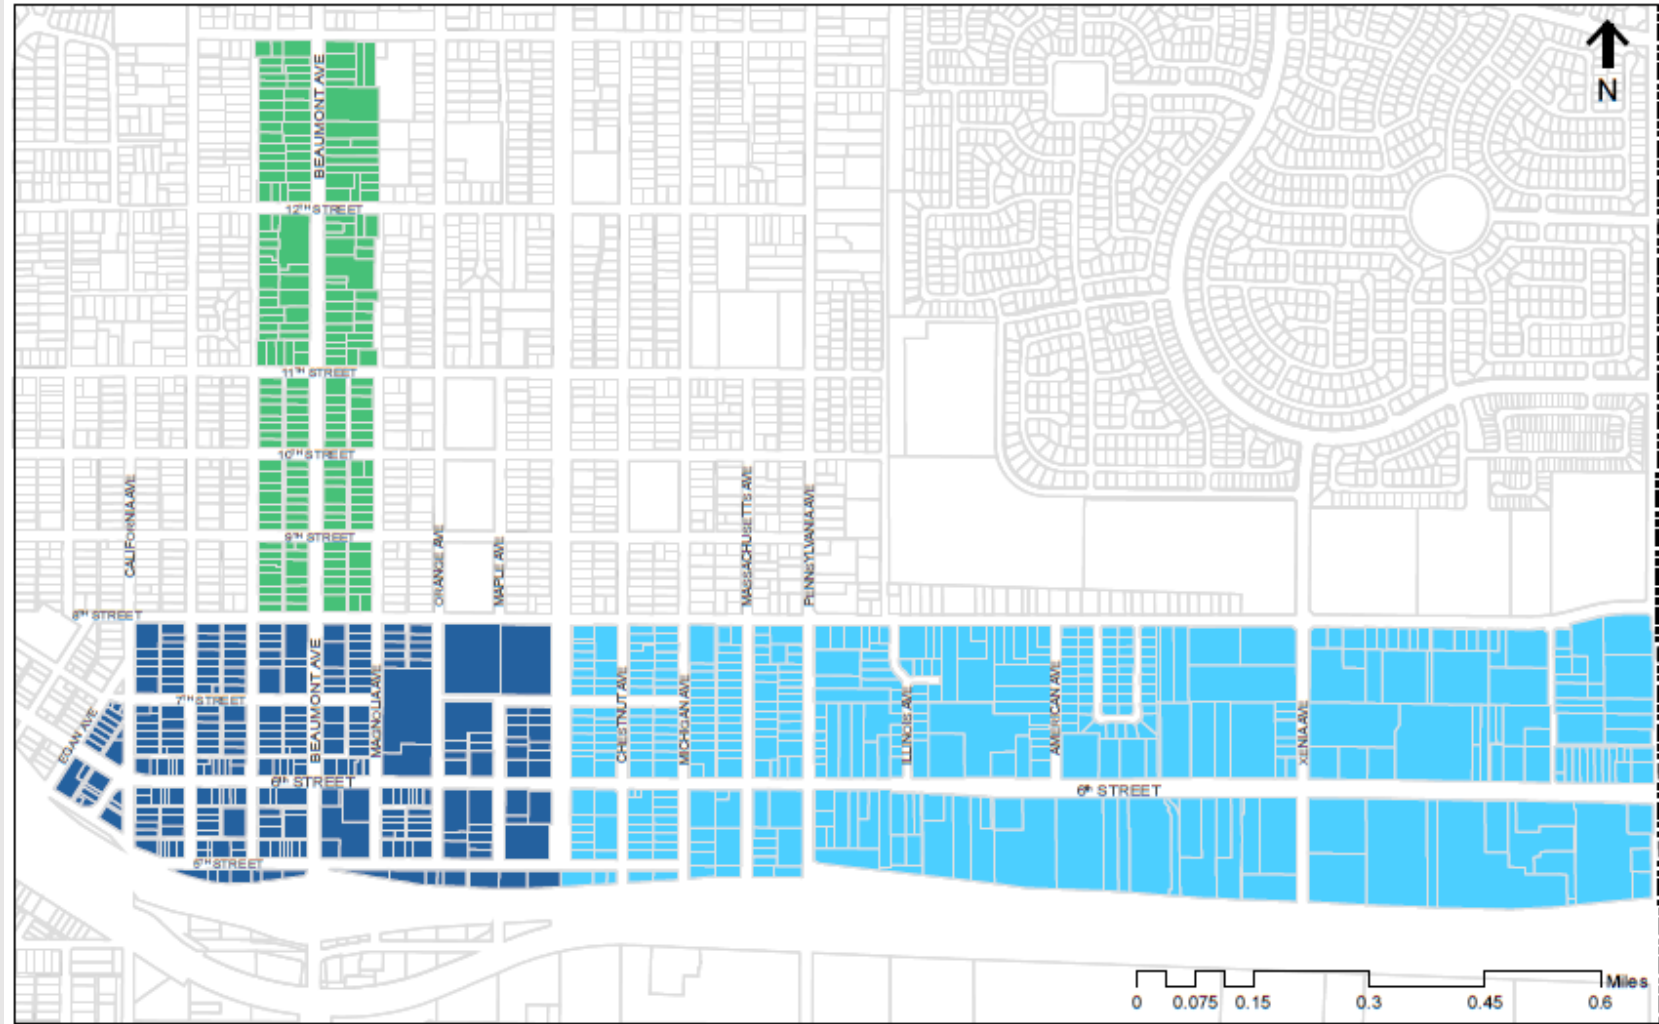 N
BEAUMONT AVE
12TH STREET
11TH STREET
10TH STREET
9TH STREET
CALIFORNIA AVE
ORANGE AVE
MAPLE AVE
MASSACHUSETTS AVE
PENNSYLVANIA AVE
8TH STREET
7TH STREET
EGAN AVE
BEAUMONT AVE
MAGNOLIA AVE
CHESTNUT AVE
MICHIGAN AVE
ILLINOIS AVE
AMERICAN AVE
XENIA AVE
6th STREET
6th STREET
5TH STREET
Miles
0 0.075 0.15 0.3 0.45 0.6